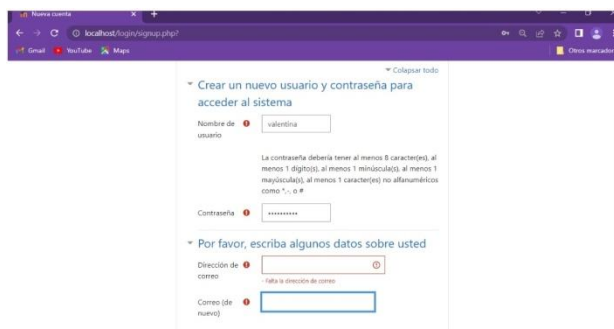 Nueva cuenta
localhost/login/signup.php?
Gmail YouTube Maps Otros marcadores
Colapsar todo
Crear un nuevo usuario y contraseña para
acceder al sistema
Nombre de valentina
usuario
La contraseña debería tener al menos 8 caracter(es), al
menos 1 dígito(s), al menos 1 minúscula(s), al menos 1
mayúscula(s), al menos 1 caracter(es) no alfanuméricos
como *,-, o #
Contraseña ••••••••••
Por favor, escriba algunos datos sobre usted
Dirección de
correo
- Falta la dirección de correo
Correo (de
nuevo)